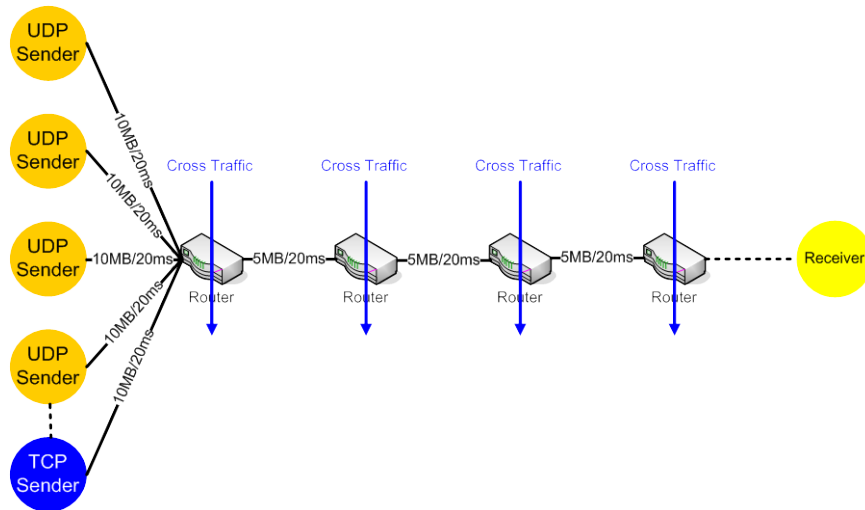 UDP
Sender
UDP
Sender
UDP
Sender
UDP
Sender
TCP
Sender
10MB/20ms
10MB/20ms
10MB/20ms
10MB/20ms
10MB/20ms
Cross Traffic
Cross Traffic
Cross Traffic
Cross Traffic
5MB/20ms
5MB/20ms
5MB/20ms
Router
Router
Router
Router
Receiver